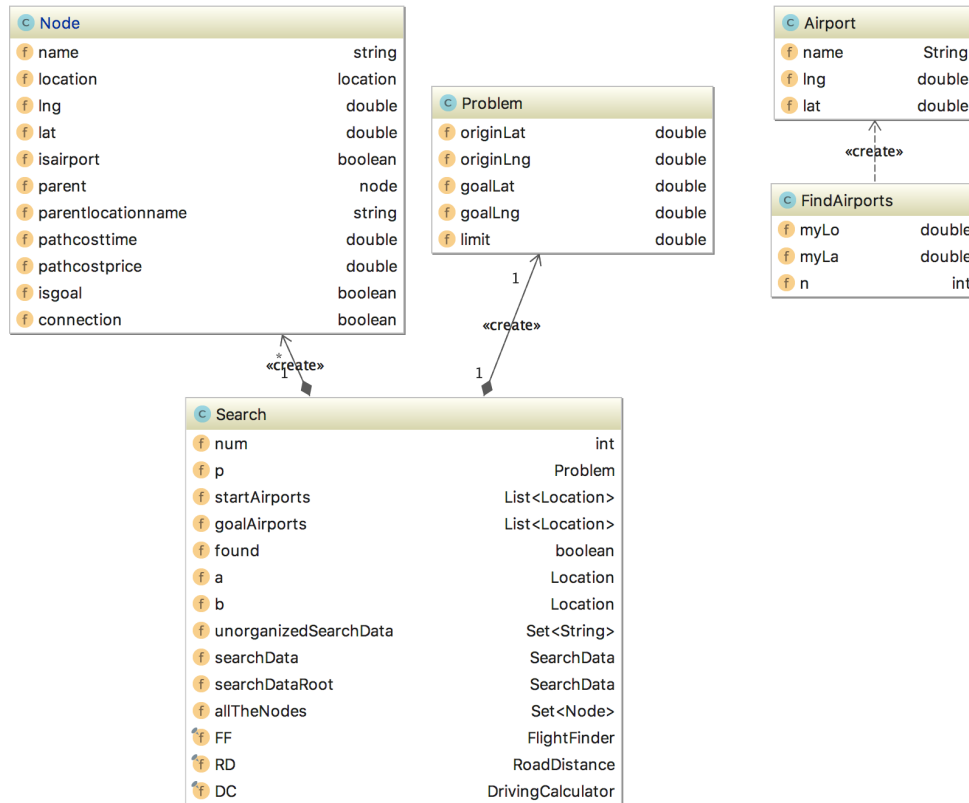 C Node
f name string
f location location
f lng double
f lat double
f isairport boolean
f parent node
f parentlocationname string
f pathcosttime double
f pathcostprice double
f isgoal boolean
f connection boolean
C Problem
f originLat double
f originLng double
f goalLat double
f goalLng double
f limit double
C Airport
f name String
f lng double
f lat double
«create»
C FindAirports
f myLo double
f myLa double
f n int
1
«create»
1
*
«create»
1
C Search
f num int
f p Problem
f startAirports List<Location>
f goalAirports List<Location>
f found boolean
f a Location
f b Location
f unorganizedSearchData Set<String>
f searchData SearchData
f searchDataRoot SearchData
f allTheNodes Set<Node>
f FF FlightFinder
f RD RoadDistance
f DC DrivingCalculator